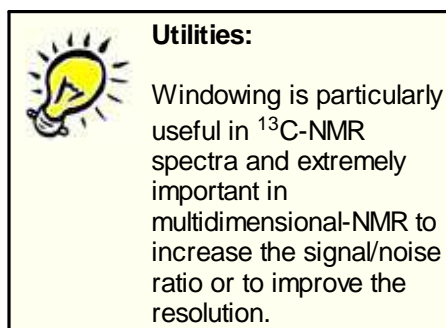 Utilities:
Windowing is particularly
useful in ¹³C-NMR
spectra and extremely
important in
multidimensional-NMR to
increase the signal/noise
ratio or to improve the
resolution.